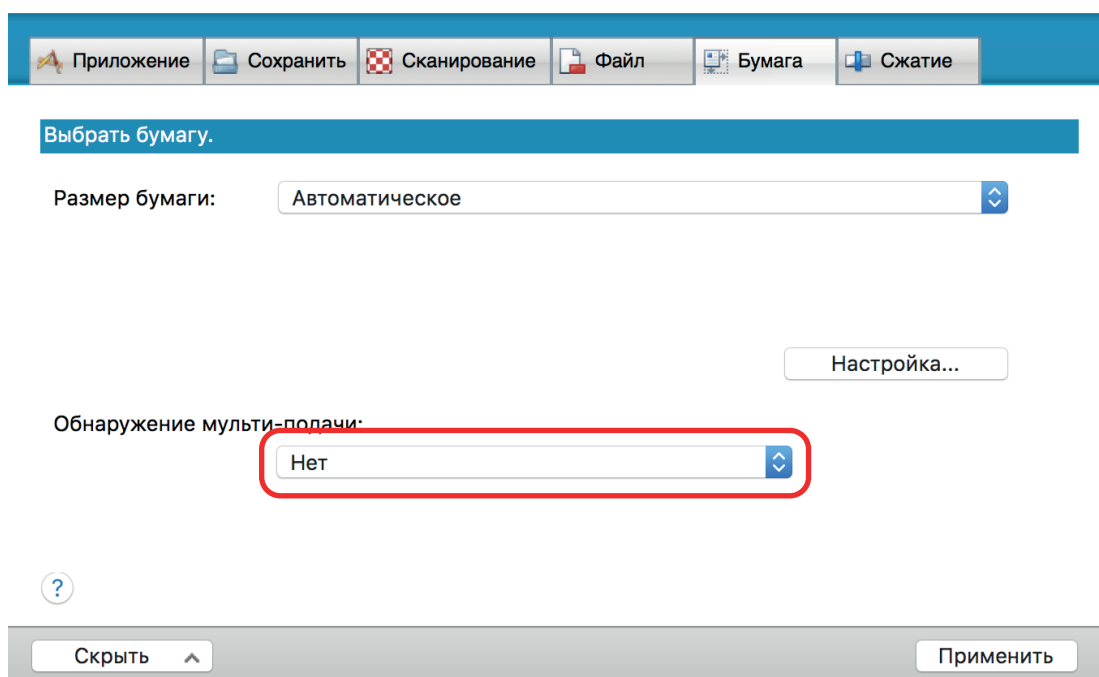 Приложение Сохранить Сканирование Файл Бумага Сжатие
Выбрать бумагу.
Размер бумаги: Автоматическое
Настройка...
Обнаружение мульти-подачи:
Нет
?
Скрыть Применить